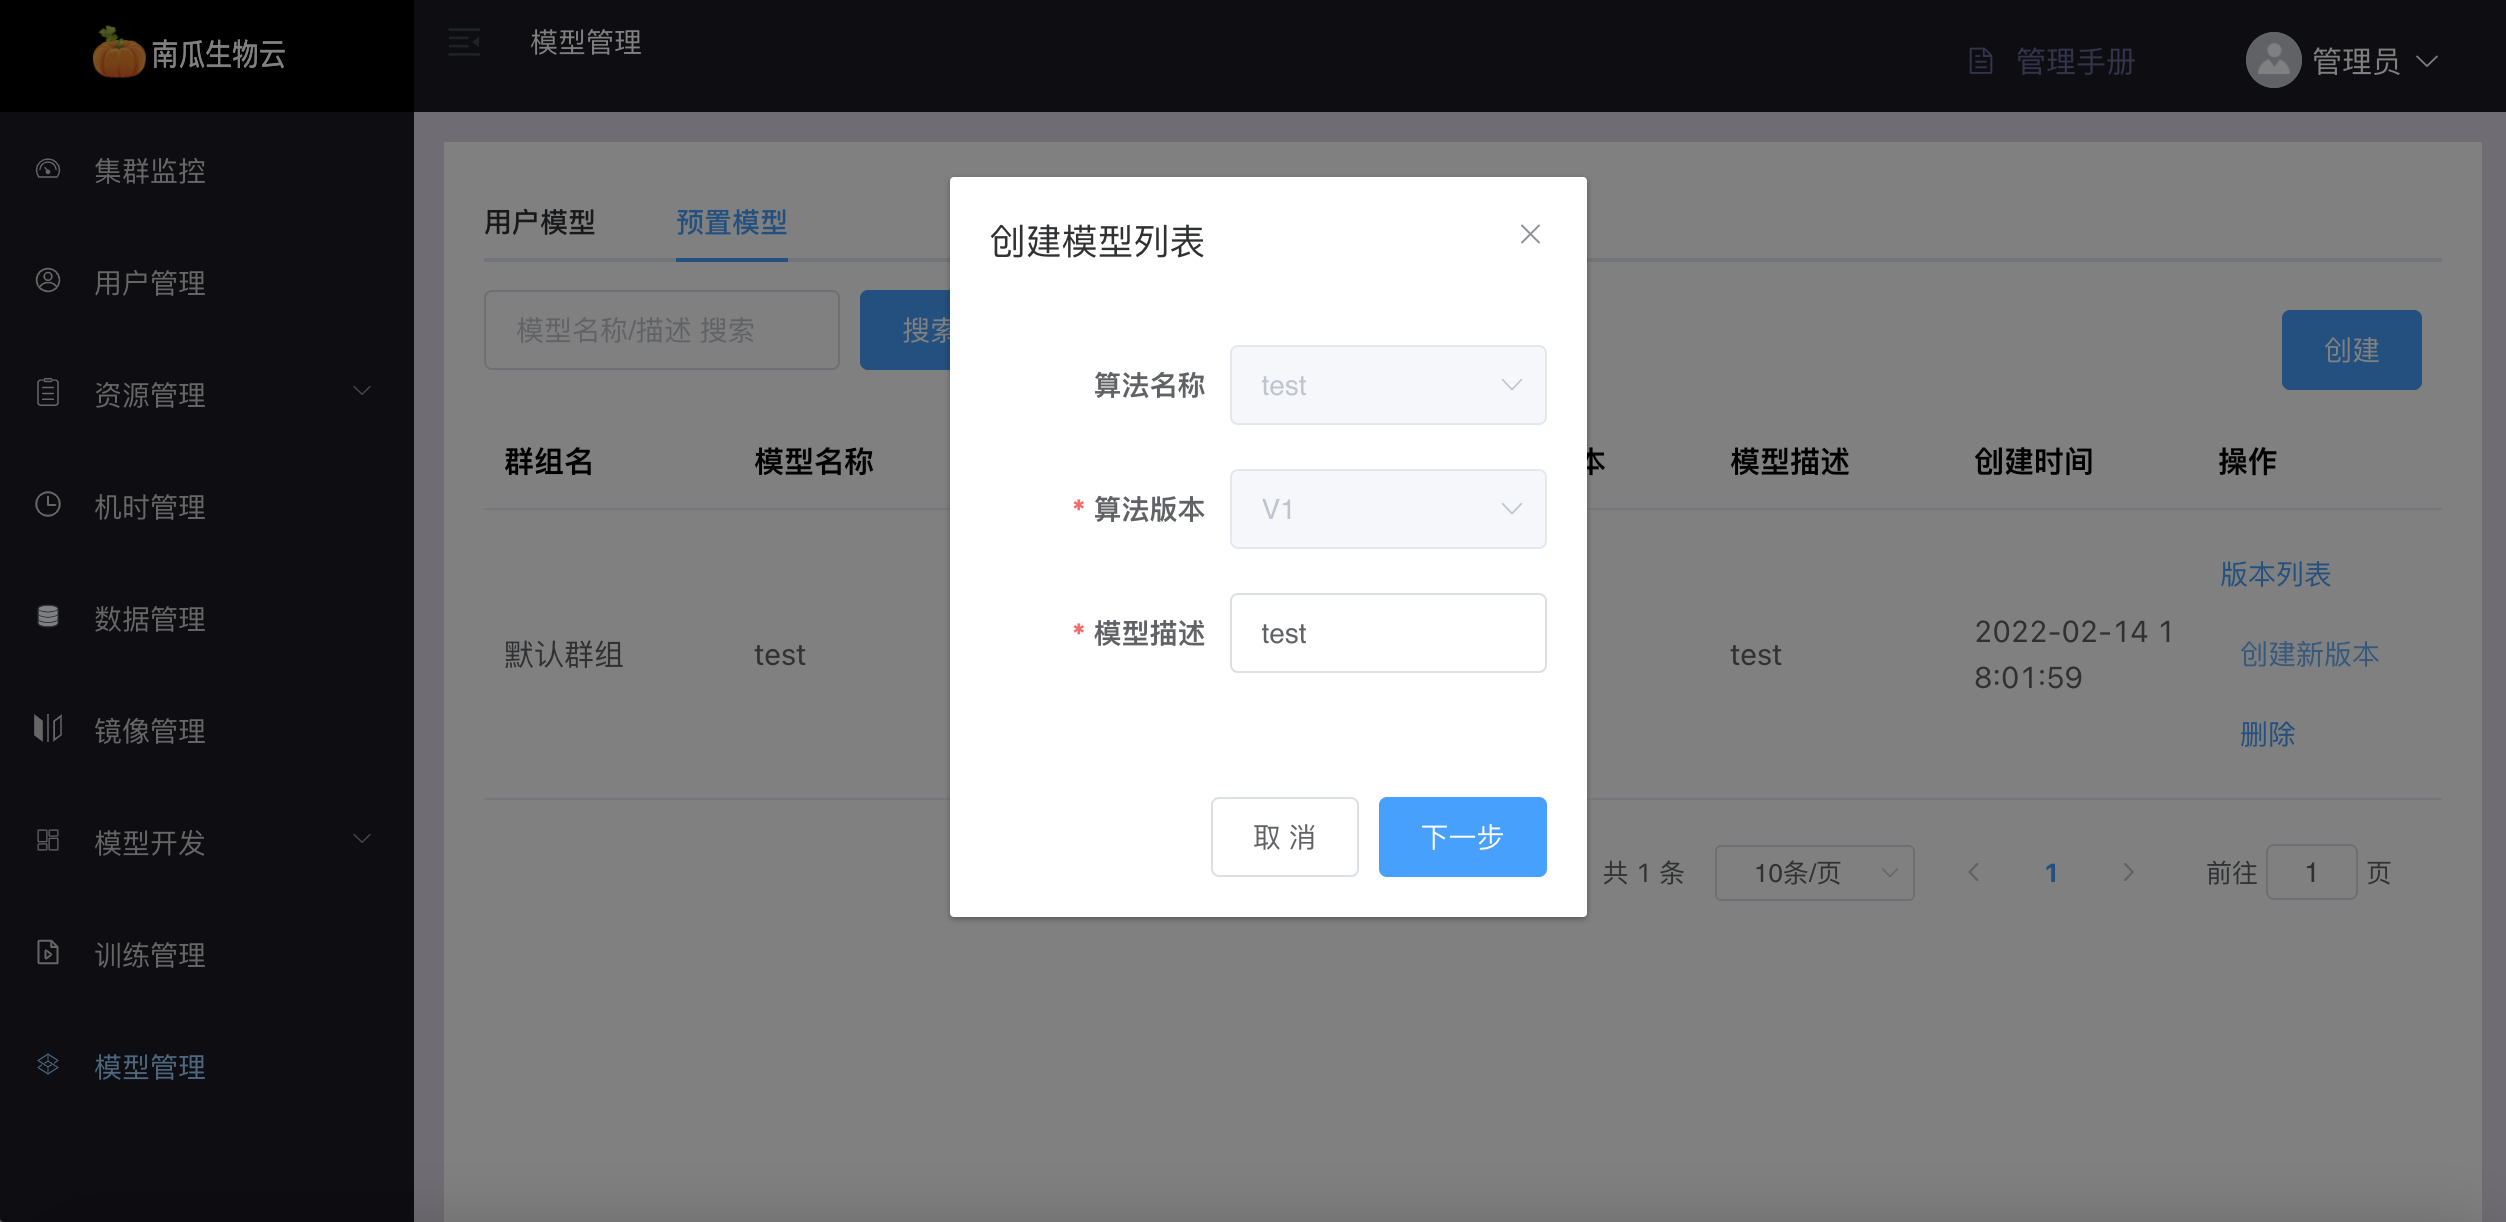 南瓜生物云
模型管理
管理手册
管理员
集群监控
用户管理
资源管理
机时管理
数据管理
镜像管理
模型开发
训练管理
模型管理
用户模型 预置模型
模型名称/描述 搜索
搜索
创建
群组名 模型名称 本 模型描述 创建时间 操作
默认群组 test test 2022-02-14 1
8:01:59
版本列表
创建新版本
删除
共 1 条 10条/页 1 前往 1 页
创建模型列表
算法名称 test
* 算法版本 V1
* 模型描述 test
取 消 下一步